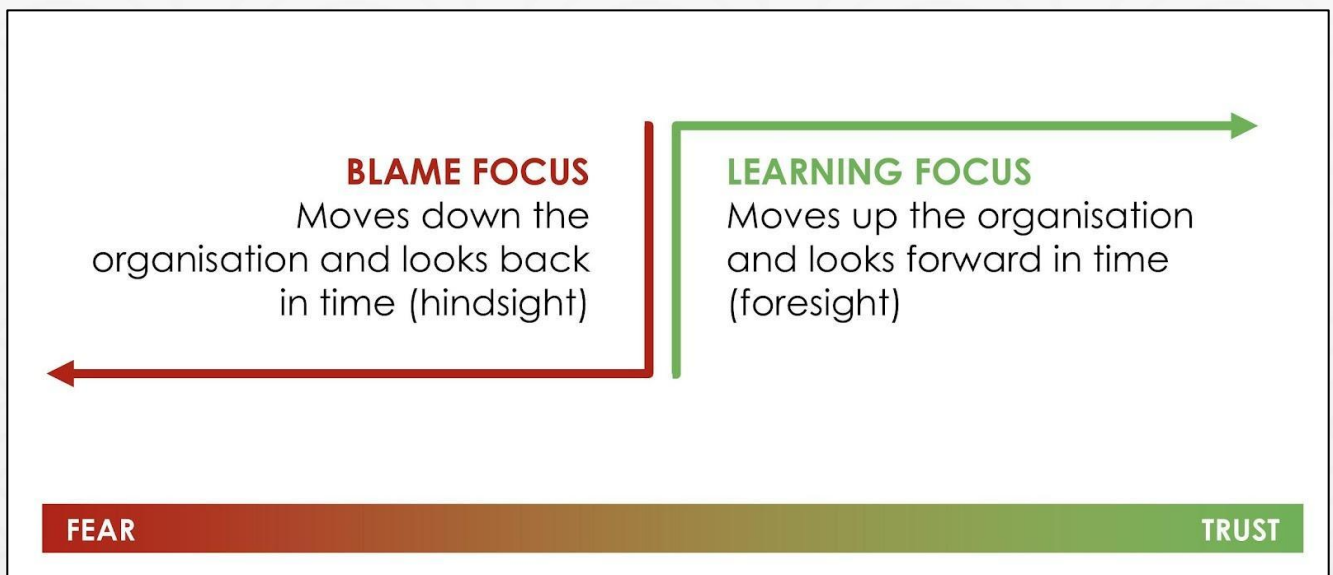 BLAME FOCUS
Moves down the
organisation and looks back
in time (hindsight)
LEARNING FOCUS
Moves up the organisation
and looks forward in time
(foresight)
FEAR
TRUST